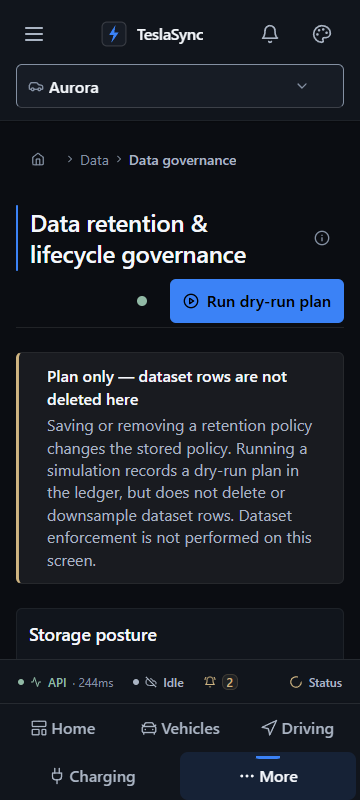 TeslaSync
Aurora
Data
Data governance
Data retention &
lifecycle governance
Run dry-run plan
Plan only — dataset rows are not
deleted here
Saving or removing a retention policy
changes the stored policy. Running a
simulation records a dry-run plan in
the ledger, but does not delete or
downsample dataset rows. Dataset
enforcement is not performed on this
screen.
Storage posture
API · 244ms
Idle
2
Status
Home
Vehicles
Driving
Charging
More